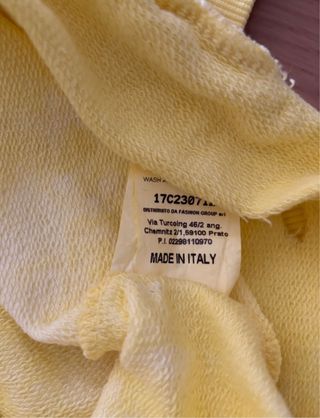 WASH
17C2307
DISTRIBUITO DA FASHION GROUP srl
Via Turcoing 46/2 ang.
Chemnitz 2/1,59100 Prato
P.I. 02298110970
MADE IN ITALY